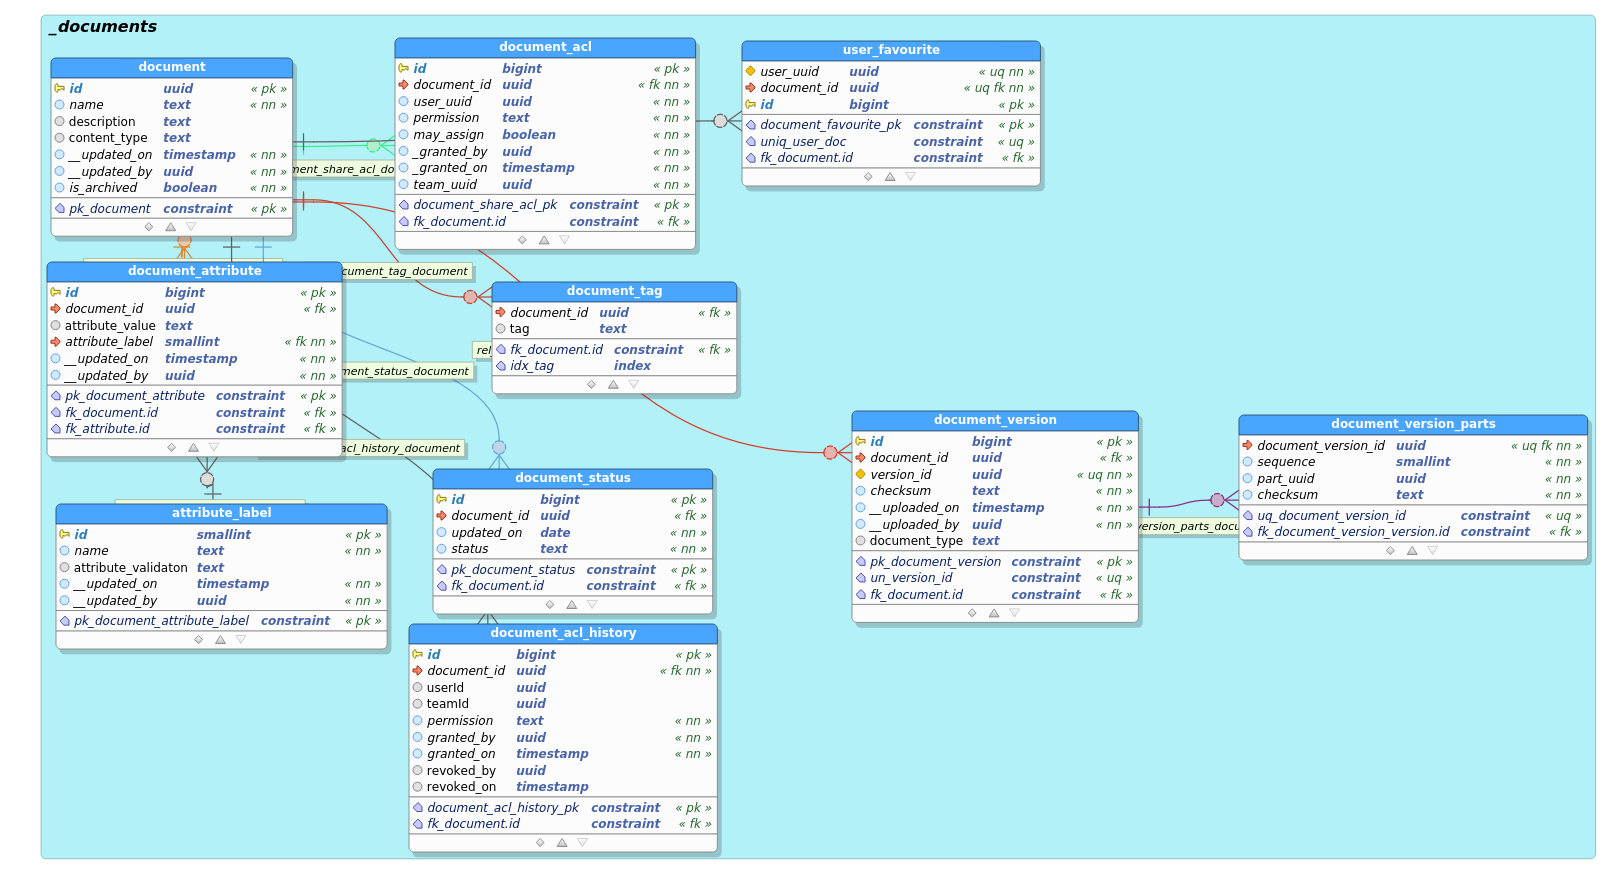 _documents
document
id uuid « pk »
name text « nn »
description text
content_type text
__updated_on timestamp « nn »
__updated_by uuid « nn »
is_archived boolean « nn »
pk_document constraint « pk »
document_acl
id bigint « pk »
document_id uuid « fk nn »
user_uuid uuid « nn »
permission text « nn »
may_assign boolean « nn »
_granted_by uuid « nn »
_granted_on timestamp « nn »
team_uuid uuid « nn »
document_share_acl_pk constraint « pk »
fk_document.id constraint « fk »
user_favourite
user_uuid uuid « uq nn »
document_id uuid « uq fk nn »
id bigint « pk »
document_favourite_pk constraint « pk »
uniq_user_doc constraint « uq »
fk_document.id constraint « fk »
ment_share_acl_do
document_attribute
id bigint « pk »
document_id uuid « fk »
attribute_value text
attribute_label smallint « fk nn »
__updated_on timestamp « nn »
__updated_by uuid « nn »
pk_document_attribute constraint « pk »
fk_document.id constraint « fk »
fk_attribute.id constraint « fk »
cument_tag_document
document_tag
document_id uuid « fk »
tag text
fk_document.id constraint « fk »
idx_tag index
rel
ment_status_document
acl_history_document
document_version
id bigint « pk »
document_id uuid « fk »
version_id uuid « uq nn »
checksum text « nn »
__uploaded_on timestamp « nn »
__uploaded_by uuid « nn »
document_type text
pk_document_version constraint « pk »
un_version_id constraint « uq »
fk_document.id constraint « fk »
version_parts_docu
document_version_parts
document_version_id uuid « uq fk nn »
sequence smallint « nn »
part_uuid uuid « nn »
checksum text « nn »
uq_document_version_id constraint « uq »
fk_document_version_version.id constraint « fk »
document_status
id bigint « pk »
document_id uuid « fk »
updated_on date « nn »
status text « nn »
pk_document_status constraint « pk »
fk_document.id constraint « fk »
attribute_label
id smallint « pk »
name text « nn »
attribute_validaton text
__updated_on timestamp « nn »
__updated_by uuid « nn »
pk_document_attribute_label constraint « pk »
document_acl_history
id bigint « pk »
document_id uuid « fk nn »
userId uuid
teamId uuid
permission text « nn »
granted_by uuid « nn »
granted_on timestamp « nn »
revoked_by uuid
revoked_on timestamp
document_acl_history_pk constraint « pk »
fk_document.id constraint « fk »